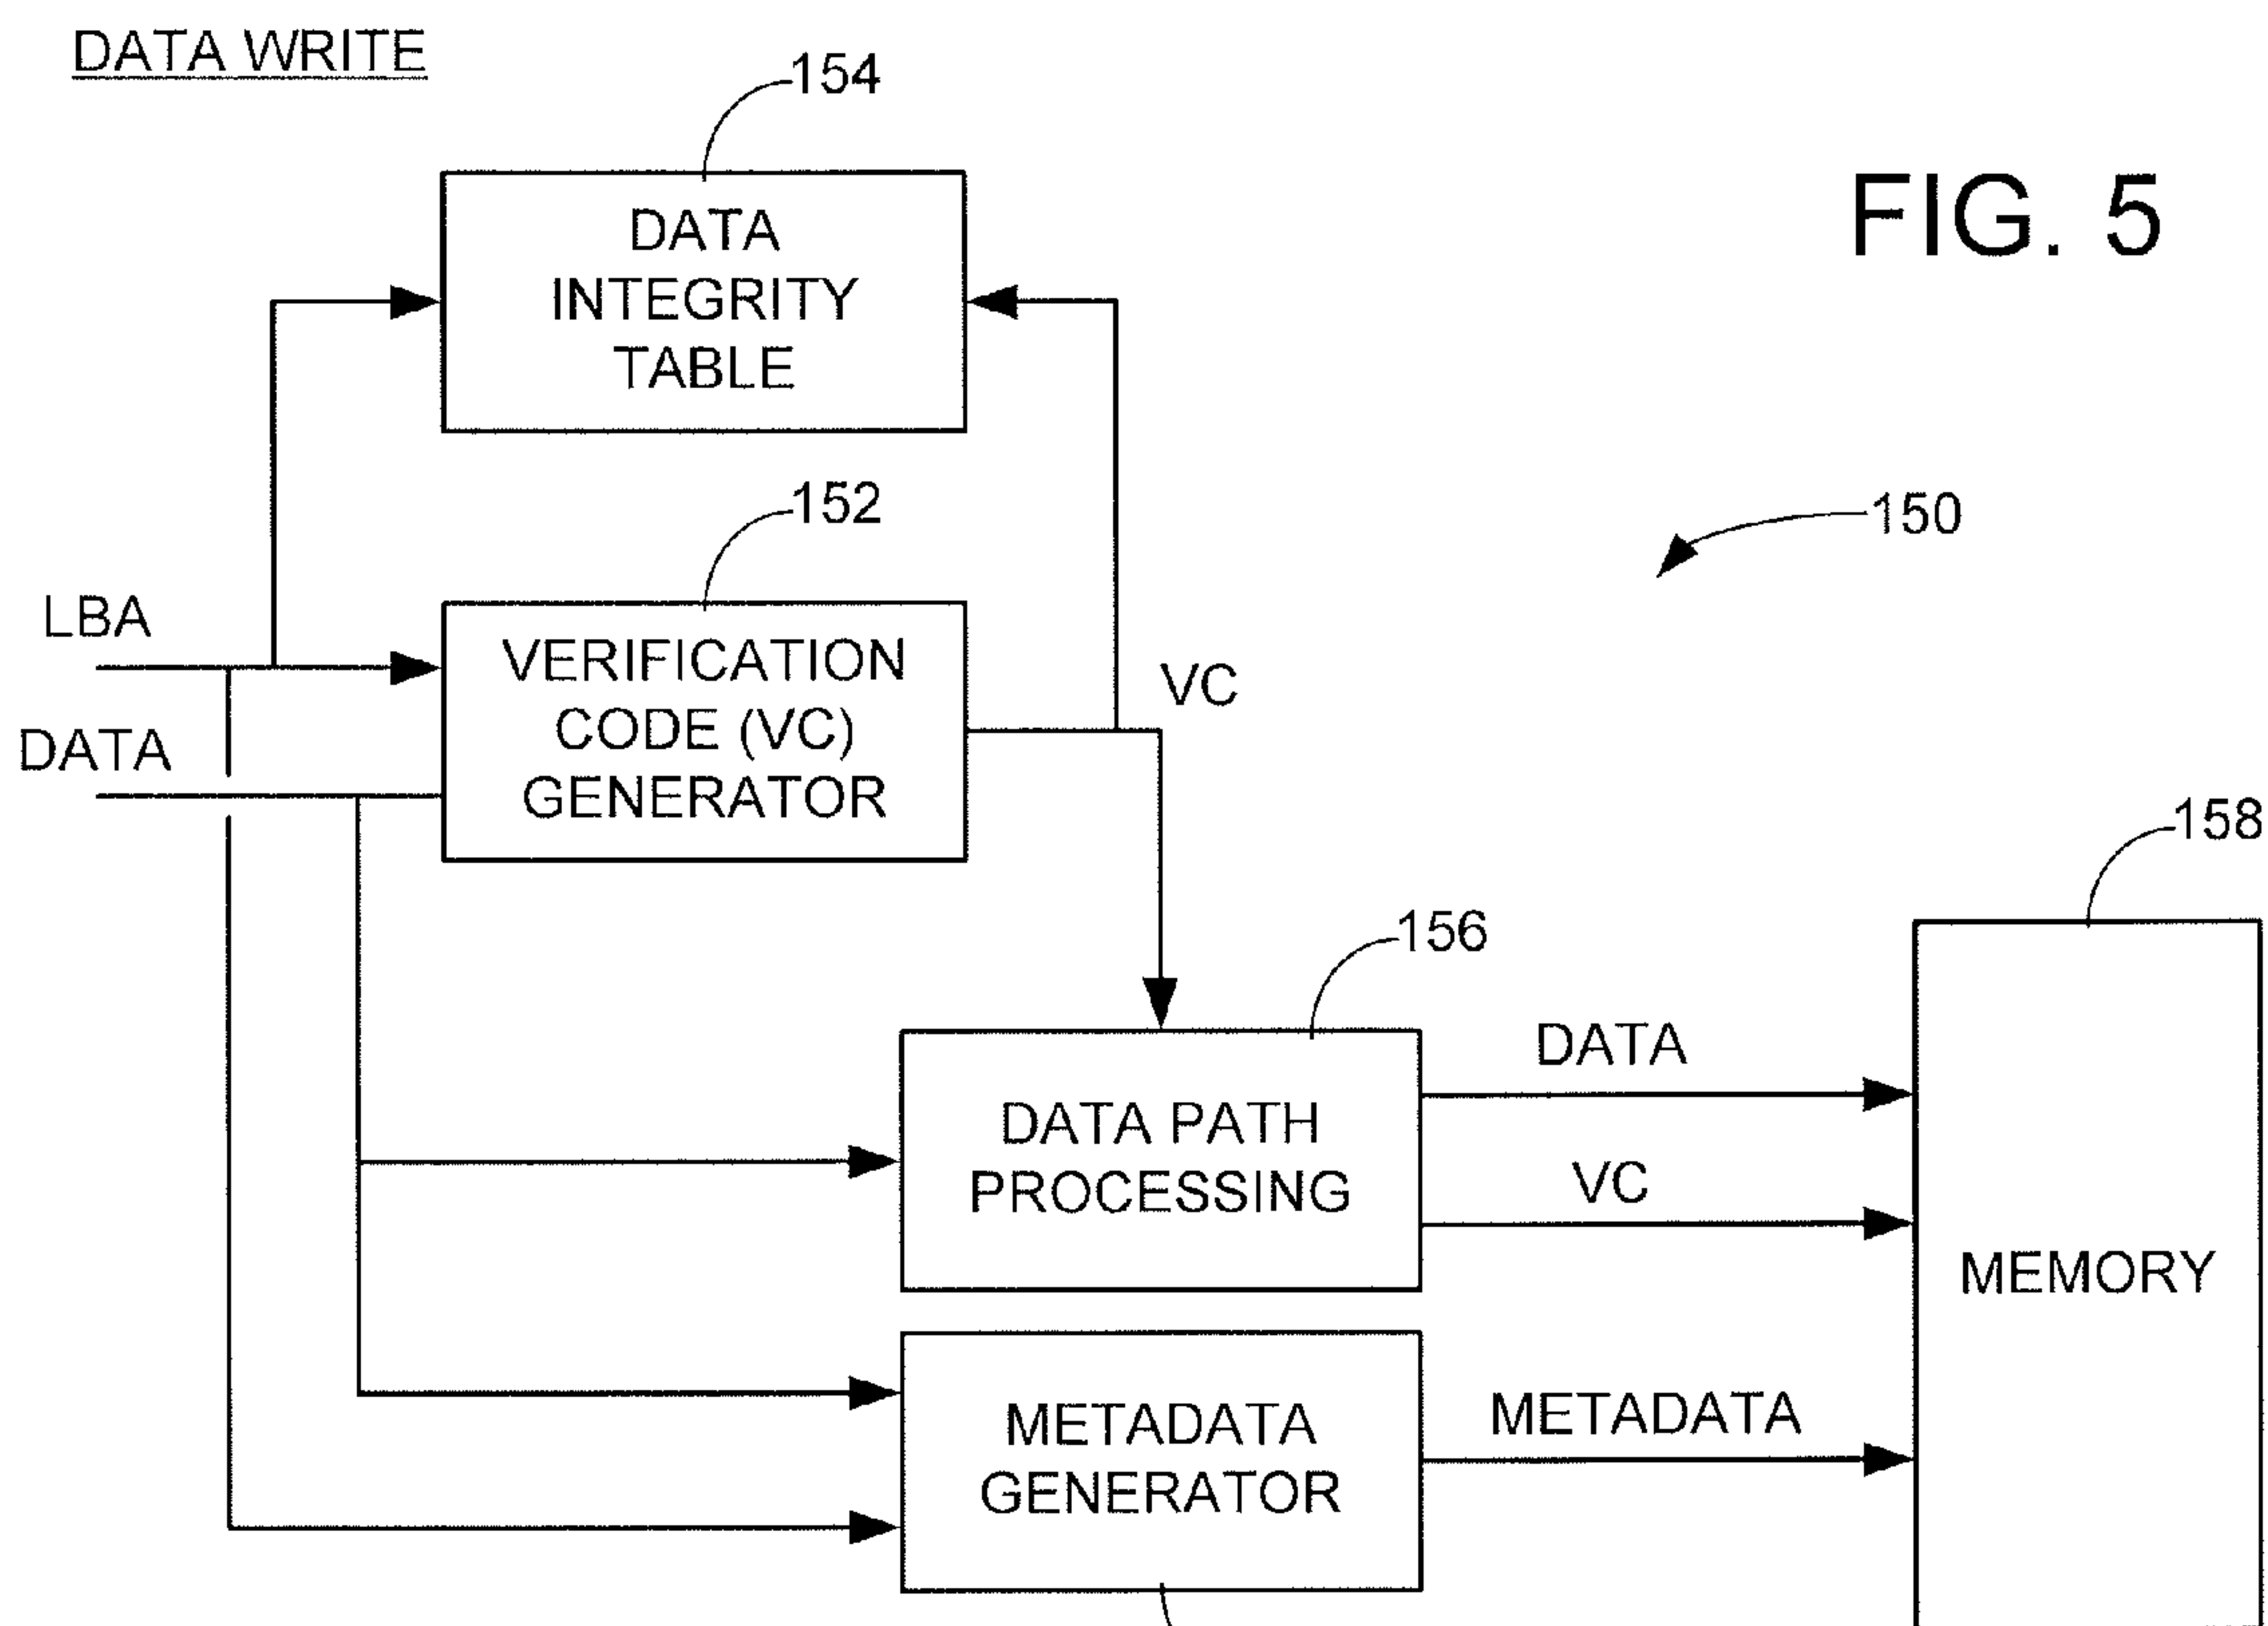 DATA WRITE
154
FIG. 5
DATA
INTEGRITY
TABLE
152
150
LBA
VERIFICATION
CODE (VC)
GENERATOR
VC
DATA
158
156
DATA
DATA PATH
PROCESSING
VC
MEMORY
METADATA
GENERATOR
METADATA